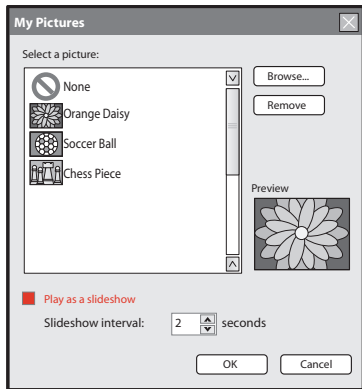 My Pictures
Select a picture:
None
Orange Daisy
Soccer Ball
Chess Piece
Browse...
Remove
Preview
Play as a slideshow
Slideshow interval: 2 seconds
OK Cancel